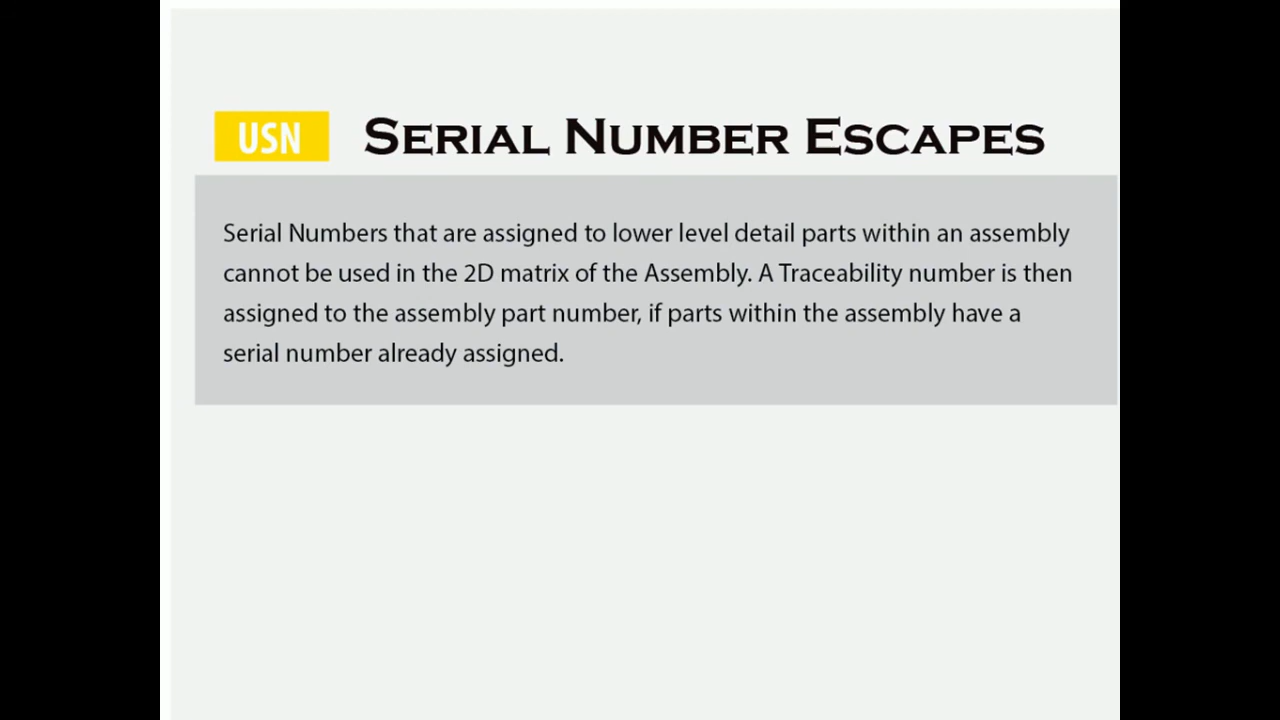 USN
SERIAL NUMBER ESCAPES
Serial Numbers that are assigned to lower level detail parts within an assembly
cannot be used in the 2D matrix of the Assembly. A Traceability number is then
assigned to the assembly part number, if parts within the assembly have a
serial number already assigned.